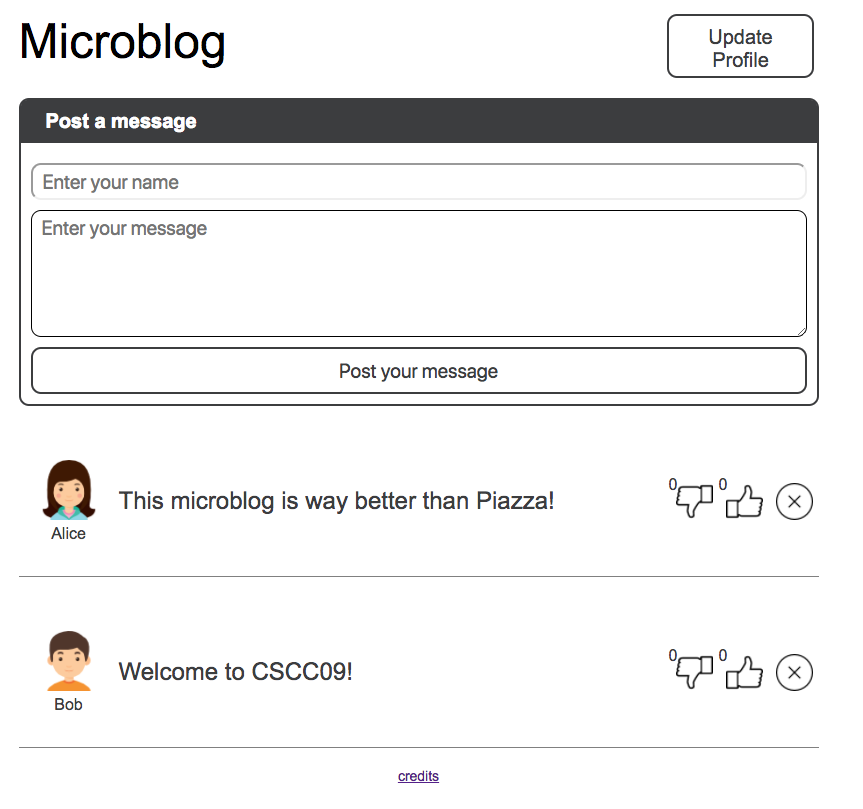 Microblog
Update
Profile
Post a message
Enter your name
Enter your message
Post your message
This microblog is way better than Piazza!
0 0
Alice
Welcome to CSCC09!
0 0
Bob
credits